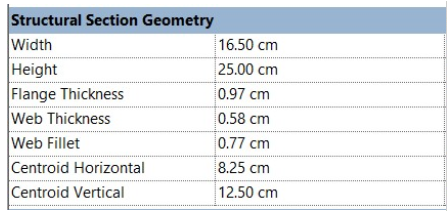 Structural Section Geometry
Width 16.50 cm
Height 25.00 cm
Flange Thickness 0.97 cm
Web Thickness 0.58 cm
Web Fillet 0.77 cm
Centroid Horizontal 8.25 cm
Centroid Vertical 12.50 cm